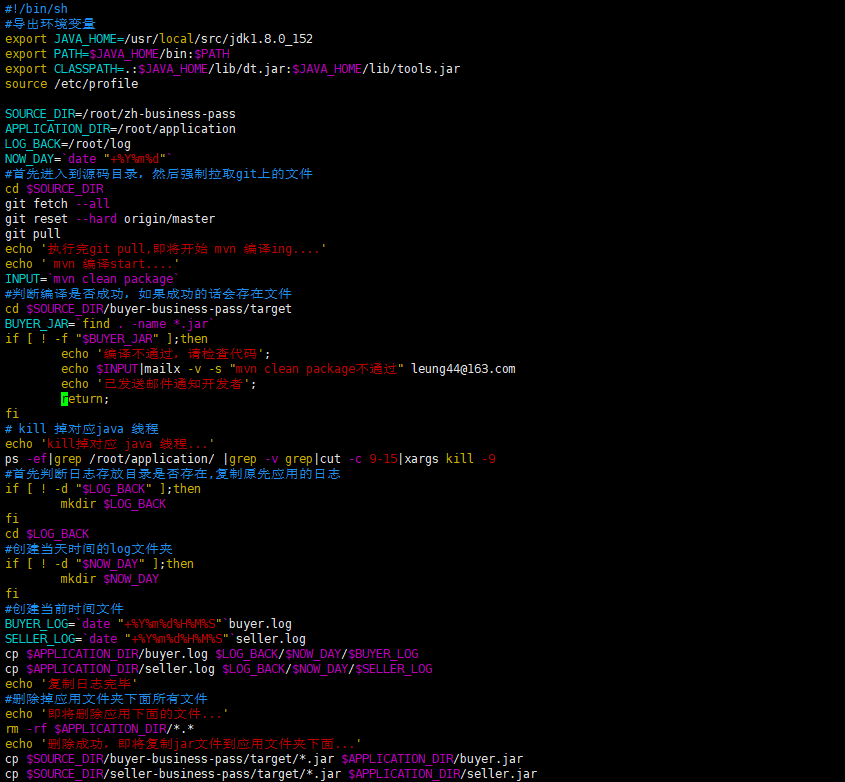 #!/bin/sh
#导出环境变量
export JAVA_HOME=/usr/local/src/jdk1.8.0_152
export PATH=$JAVA_HOME/bin:$PATH
export CLASSPATH=.:$JAVA_HOME/lib/dt.jar:$JAVA_HOME/lib/tools.jar
source /etc/profile

SOURCE_DIR=/root/zh-business-pass
APPLICATION_DIR=/root/application
LOG_BACK=/root/log
NOW_DAY=`date "+%Y%m%d"`
#首先进入到源码目录，然后强制拉取git上的文件
cd $SOURCE_DIR
git fetch --all
git reset --hard origin/master
git pull
echo '执行完git pull,即将开始 mvn 编译ing....'
echo ' mvn 编译start....'
INPUT=`mvn clean package`
#判断编译是否成功，如果成功的话会存在文件
cd $SOURCE_DIR/buyer-business-pass/target
BUYER_JAR=`find . -name *.jar`
if [ ! -f "$BUYER_JAR" ];then
        echo '编译不通过，请检查代码';
        echo $INPUT|mailx -v -s "mvn clean package不通过" leung44@163.com
        echo '已发送邮件通知开发者';
        return;
fi
# kill 掉对应java 线程
echo 'kill掉对应 java 线程...'
ps -ef|grep /root/application/ |grep -v grep|cut -c 9-15|xargs kill -9
#首先判断日志存放目录是否存在,复制原先应用的日志
if [ ! -d "$LOG_BACK" ];then
        mkdir $LOG_BACK
fi
cd $LOG_BACK
#创建当天时间的log文件夹
if [ ! -d "$NOW_DAY" ];then
        mkdir $NOW_DAY
fi
#创建当前时间文件
BUYER_LOG=`date "+%Y%m%d%H%M%S"`buyer.log
SELLER_LOG=`date "+%Y%m%d%H%M%S"`seller.log
cp $APPLICATION_DIR/buyer.log $LOG_BACK/$NOW_DAY/$BUYER_LOG
cp $APPLICATION_DIR/seller.log $LOG_BACK/$NOW_DAY/$SELLER_LOG
echo '复制日志完毕'
#删除掉应用文件夹下面所有文件
echo '即将删除应用下面的文件...'
rm -rf $APPLICATION_DIR/*.*
echo '删除成功，即将复制jar文件到应用文件夹下面...'
cp $SOURCE_DIR/buyer-business-pass/target/*.jar $APPLICATION_DIR/buyer.jar
cp $SOURCE_DIR/seller-business-pass/target/*.jar $APPLICATION_DIR/seller.jar